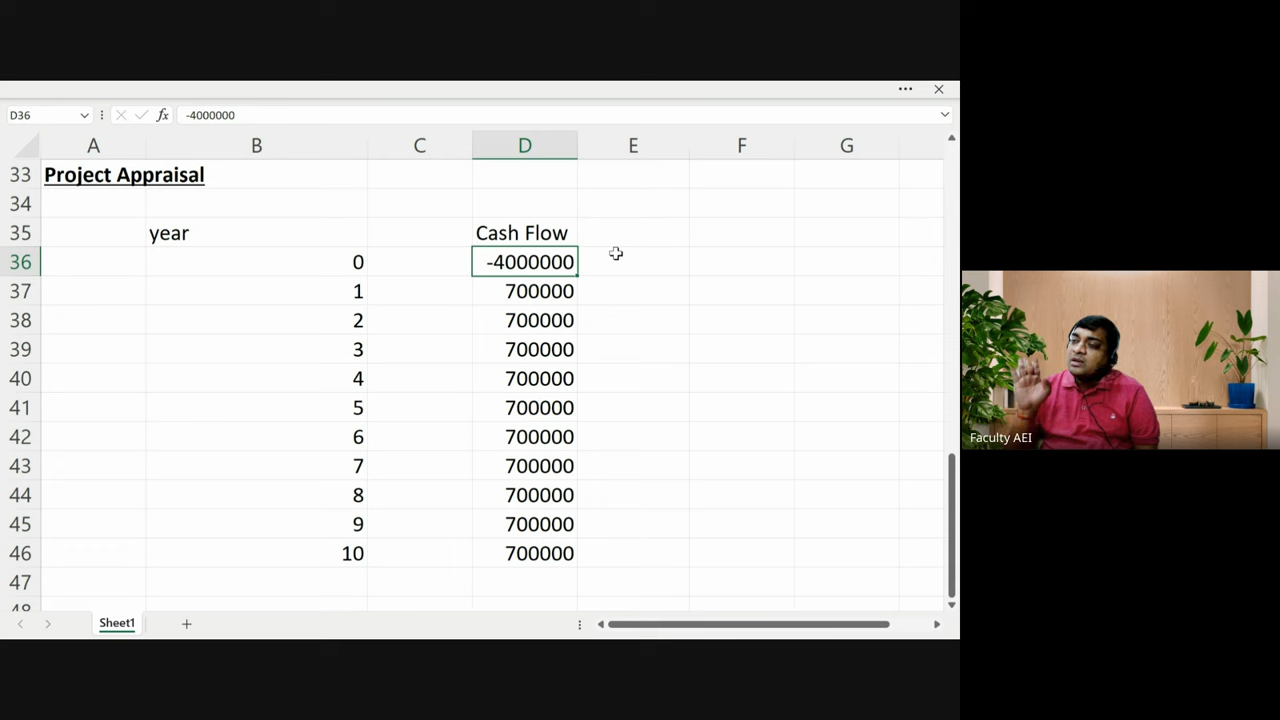 D36 fx -4000000
A B C D E F G
33 Project Appraisal
34
35 year Cash Flow
36 0 -4000000
37 1 700000
38 2 700000
39 3 700000
40 4 700000
41 5 700000
42 6 700000
43 7 700000
44 8 700000
45 9 700000
46 10 700000
47
48
Sheet1
Faculty AEI